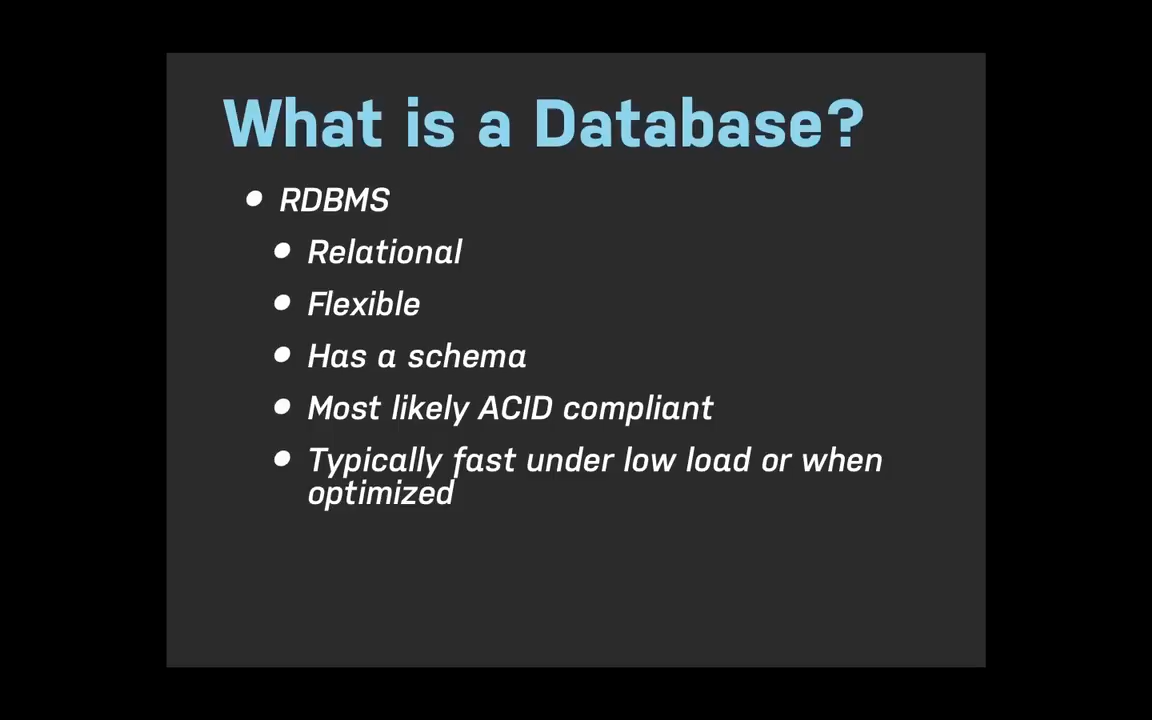 What is a Database?
• RDBMS
• Relational
• Flexible
• Has a schema
• Most likely ACID compliant
• Typically fast under low load or when
optimized